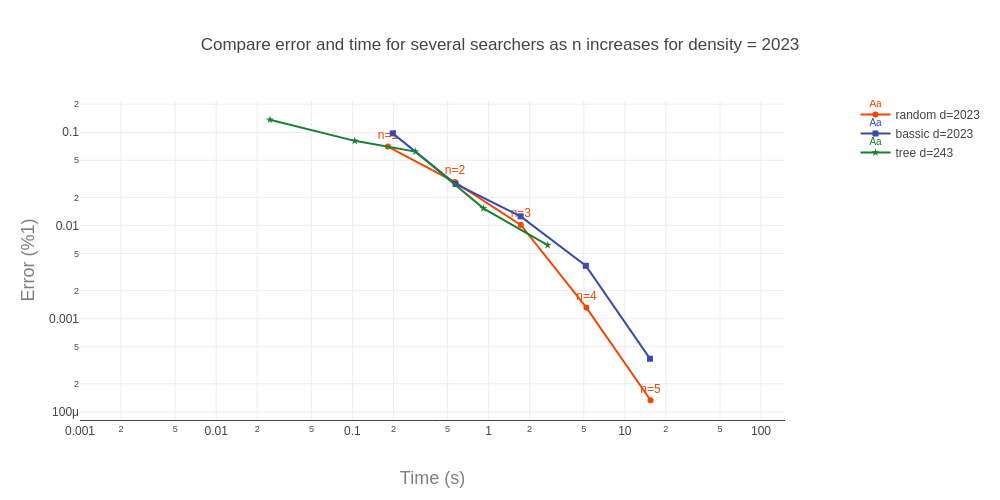 Compare error and time for several searchers as n increases for density = 2023
Aa
random d=2023
Aa
bassic d=2023
Aa
tree d=243
n=1
n=2
n=3
n=4
n=5
Error (%1)
2
0.1
5
2
0.01
5
2
0.001
5
2
100μ
0.001 2 5 0.01 2 5 0.1 2 5 1 2 5 10 2 5 100
Time (s)